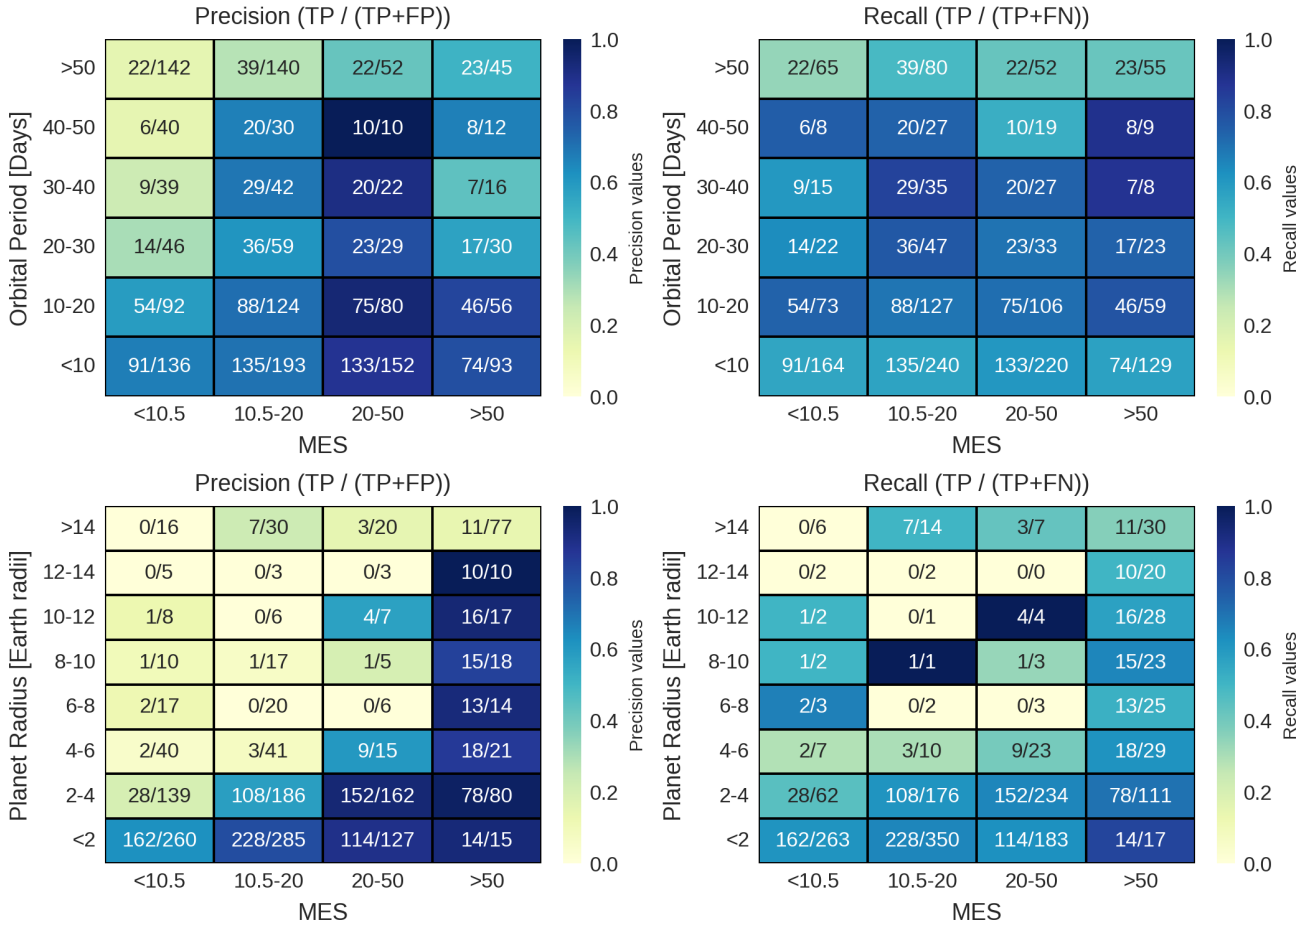 Precision (TP / (TP+FP))
Orbital Period [Days]
>50 22/142 39/140 22/52 23/45
40-50 6/40 20/30 10/10 8/12
30-40 9/39 29/42 20/22 7/16
20-30 14/46 36/59 23/29 17/30
10-20 54/92 88/124 75/80 46/56
<10 91/136 135/193 133/152 74/93
<10.5 10.5-20 20-50 >50
MES
1.0
0.8
0.6
0.4
0.2
0.0
Precision values
Recall (TP / (TP+FN))
Orbital Period [Days]
>50 22/65 39/80 22/52 23/55
40-50 6/8 20/27 10/19 8/9
30-40 9/15 29/35 20/27 7/8
20-30 14/22 36/47 23/33 17/23
10-20 54/73 88/127 75/106 46/59
<10 91/164 135/240 133/220 74/129
<10.5 10.5-20 20-50 >50
MES
1.0
0.8
0.6
0.4
0.2
0.0
Recall values
Precision (TP / (TP+FP))
Planet Radius [Earth radii]
>14 0/16 7/30 3/20 11/77
12-14 0/5 0/3 0/3 10/10
10-12 1/8 0/6 4/7 16/17
8-10 1/10 1/17 1/5 15/18
6-8 2/17 0/20 0/6 13/14
4-6 2/40 3/41 9/15 18/21
2-4 28/139 108/186 152/162 78/80
<2 162/260 228/285 114/127 14/15
<10.5 10.5-20 20-50 >50
MES
1.0
0.8
0.6
0.4
0.2
0.0
Precision values
Recall (TP / (TP+FN))
Planet Radius [Earth radii]
>14 0/6 7/14 3/7 11/30
12-14 0/2 0/2 0/0 10/20
10-12 1/2 0/1 4/4 16/28
8-10 1/2 1/1 1/3 15/23
6-8 2/3 0/2 0/3 13/25
4-6 2/7 3/10 9/23 18/29
2-4 28/62 108/176 152/234 78/111
<2 162/263 228/350 114/183 14/17
<10.5 10.5-20 20-50 >50
MES
1.0
0.8
0.6
0.4
0.2
0.0
Recall values